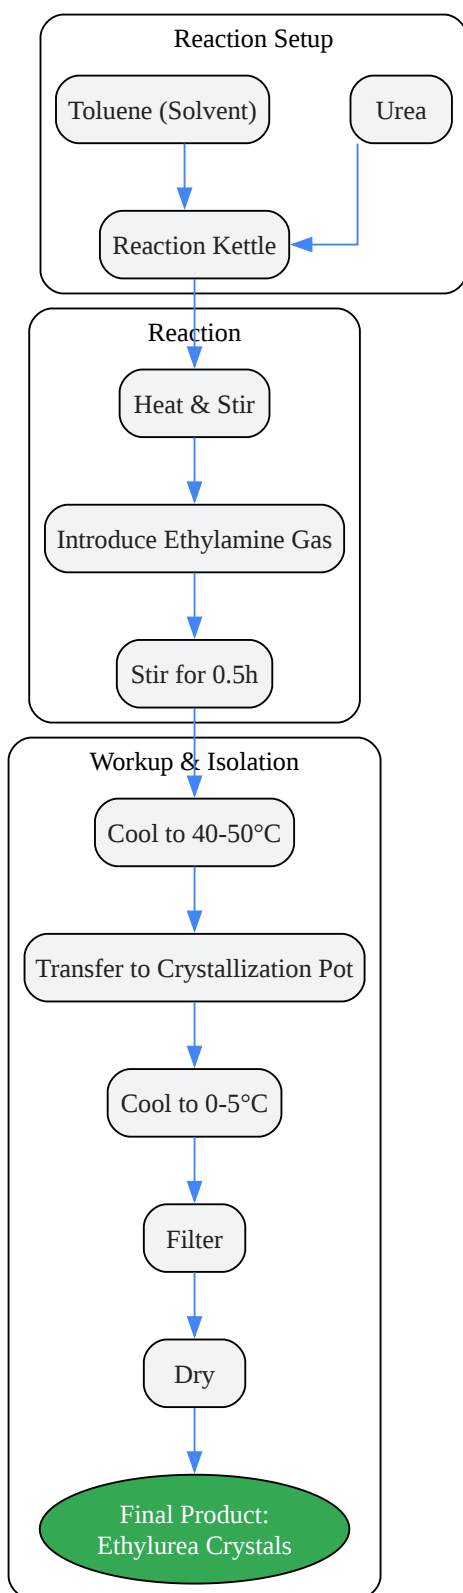 Reaction Setup
Toluene (Solvent)
Urea
Reaction Kettle
Reaction
Heat & Stir
Introduce Ethylamine Gas
Stir for 0.5h
Workup & Isolation
Cool to 40-50°C
Transfer to Crystallization Pot
Cool to 0-5°C
Filter
Dry
Final Product:
Ethylurea Crystals